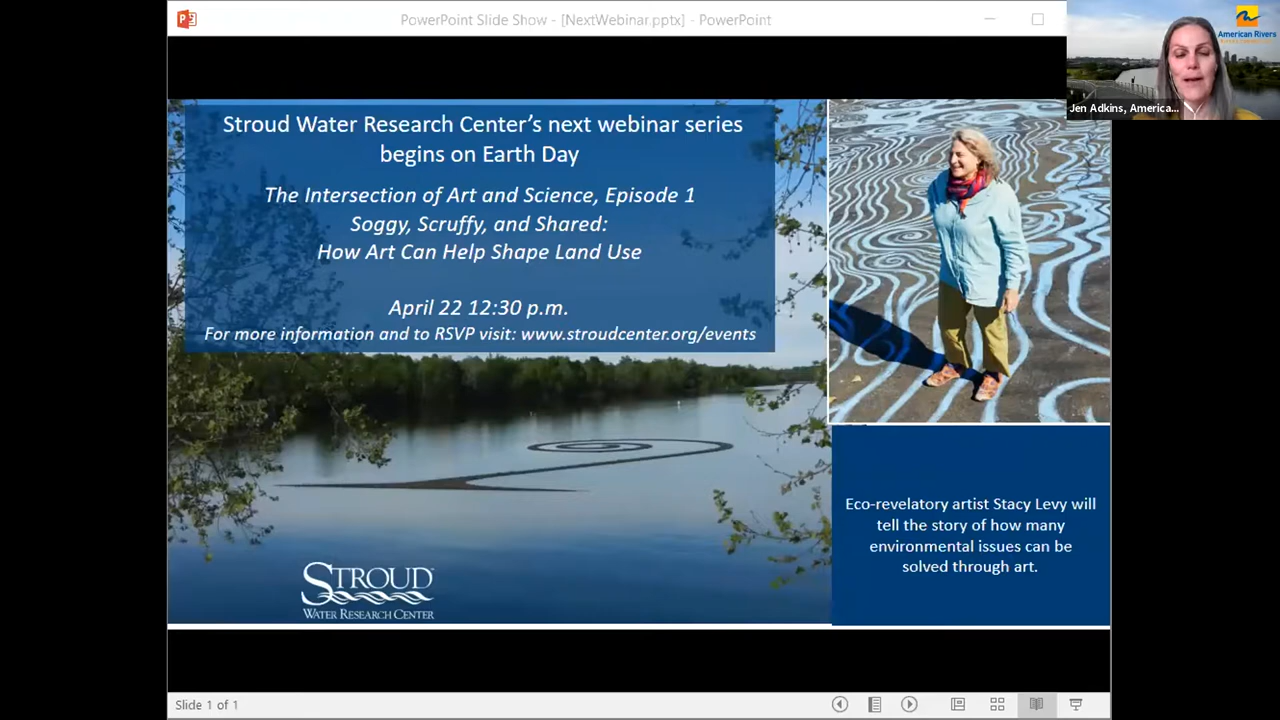 PowerPoint Slide Show - [NextWebinar.pptx] - PowerPoint
American Rivers
Jen Adkins, America...
Stroud Water Research Center's next webinar series
begins on Earth Day
The Intersection of Art and Science, Episode 1
Soggy, Scruffy, and Shared:
How Art Can Help Shape Land Use
April 22 12:30 p.m.
For more information and to RSVP visit: www.stroudcenter.org/events
Eco-revelatory artist Stacy Levy will
tell the story of how many
environmental issues can be
solved through art.
STROUD™
WATER RESEARCH CENTER
Slide 1 of 1